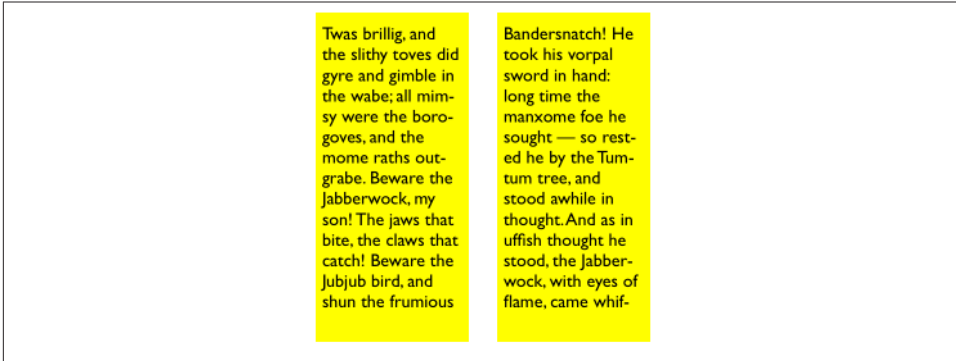 Twas brillig, and
the slithy toves did
gyre and gimble in
the wabe; all mim-
sy were the boro-
goves, and the
mome raths out-
grabe. Beware the
Jabberwock, my
son! The jaws that
bite, the claws that
catch! Beware the
Jubjub bird, and
shun the frumious
Bandersnatch! He
took his vorpal
sword in hand:
long time the
manxome foe he
sought — so rest-
ed he by the Tum-
tum tree, and
stood awhile in
thought. And as in
uffish thought he
stood, the Jabber-
wock, with eyes of
flame, came whif-